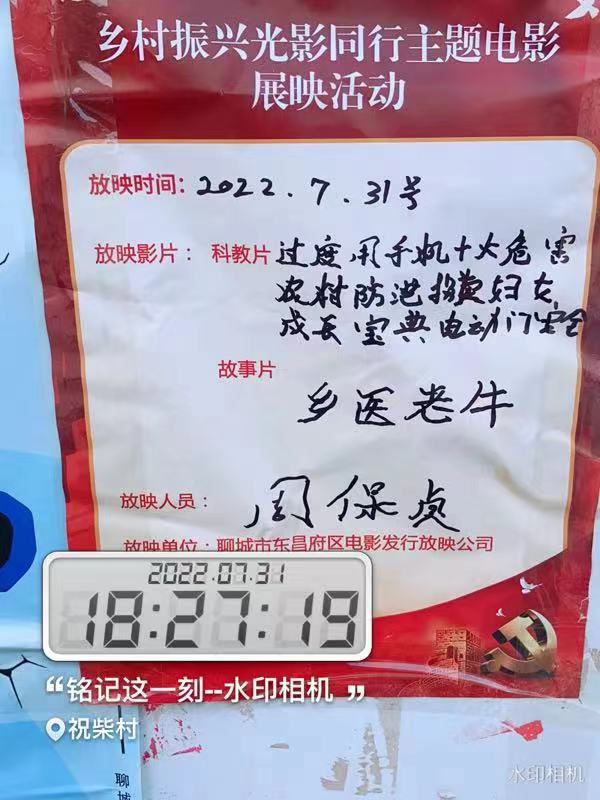 乡村振兴光影同行主题电影
展映活动
放映时间：2022.7.31号
放映影片：科教片 过度用手机十大危害
农村防洪 妇女
成长宝典电动门安全
故事片
乡医老牛
放映人员：周保贞
放映单位：聊城市东昌府区电影发行放映公司
2022.07.31
18:27:19
“铭记这一刻--水印相机”
祝柴村
聊城
水印相机